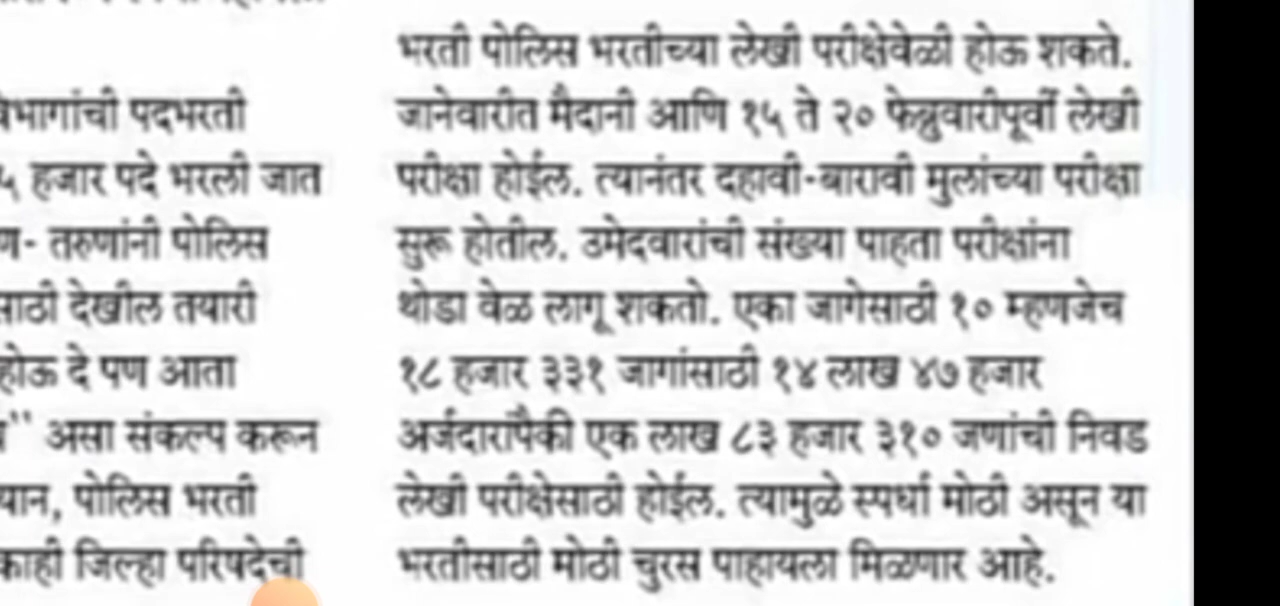 पदभरती
हजार पदे भरली जात
तरुणांनी पोलिस
देखील तयारी
होऊ दे पण आता
असा संकल्प करून
पोलिस भरती
काही जिल्हा परिषदेची
भरती पोलिस भरतीच्या लेखी परीक्षेवेळी होऊ शकते.
जानेवारीत मैदानी आणि १५ ते २० फेब्रुवारीपूर्वी लेखी
परीक्षा होईल. त्यानंतर दहावी-बारावी मुलांच्या परीक्षा
सुरू होतील. उमेदवारांची संख्या पाहता परीक्षांना
थोडा वेळ लागू शकतो. एका जागेसाठी १० म्हणजेच
१८ हजार ३३१ जागांसाठी १४ लाख ४७ हजार
अर्जदारांपैकी एक लाख ८३ हजार ३१० जणांची निवड
लेखी परीक्षेसाठी होईल. त्यामुळे स्पर्धा मोठी असून या
भरतीसाठी मोठी चुरस पाहायला मिळणार आहे.